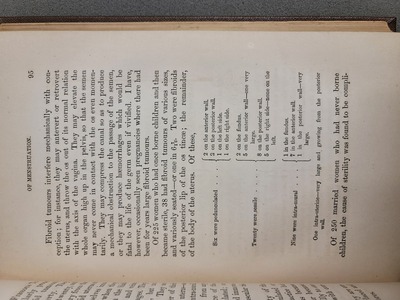 OF MENSTRUATION. 95
Fibroid tumours interfere mechanically with con-
ception; for instance, they may antevert or retrovert
the uterus, and throw the os out of its normal relation
with the axis of the vagina. They may elevate the
whole organ high up in the pelvis, so that the semen
may never come in contact with the os even momen-
tarily. They may compress the canal so as to produce
a mechanical obstruction to the passage of the semen,
or they may produce hæmorrhages which would be
fatal to the life of the germ even if vivified. I have,
however, occasionally seen pregnancies where there had
been for years large fibroid tumours.
Of 225 women who had once borne children and then
became sterile, 38 had fibroid tumours of various sizes,
and variously seated—or one in
Two were fibroids
of the posterior lip of the os tincæ; the remainder,
of the body of the uterus. Of these,
2 on the anterior wall.
Six were pedunculated . . . . 2 on the posterior wall.
1 on the left side.
1 on the right side.
2 on the fundus.
5 on the anterior wall—one very
Twenty were sessile . . . . large.
8 on the posterior wall.
5 on the right side—none on the
left.
1 in the fundus.
Nine were intra-mural . . . . 7 in the anterior wall.
1 in the posterior wall—very
large.
One intra-uterine—very large and growing from the posterior
wall.
Of 250 married women who had never borne
children, the cause of sterility was found to be compli-